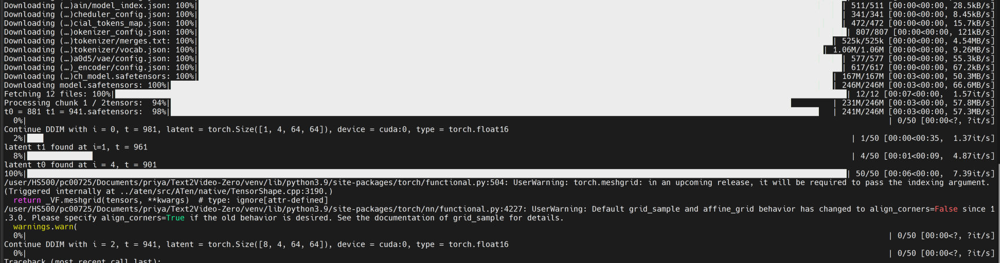 Downloading (…)ain/model_index.json: 100%| | 511/511 [00:00<00:00, 28.5kB/s]
Downloading (…)cheduler_config.json: 100%| | 341/341 [00:00<00:00, 8.45kB/s]
Downloading (…)cial_tokens_map.json: 100%| | 472/472 [00:00<00:00, 15.7kB/s]
Downloading (…)okenizer_config.json: 100%| | 807/807 [00:00<00:00, 121kB/s]
Downloading (…)tokenizer/merges.txt: 100%| | 525k/525k [00:00<00:00, 4.54MB/s]
Downloading (…)tokenizer/vocab.json: 100%| | 1.06M/1.06M [00:00<00:00, 9.26MB/s]
Downloading (…)a0d5/vae/config.json: 100%| | 577/577 [00:00<00:00, 55.3kB/s]
Downloading (…)_encoder/config.json: 100%| | 617/617 [00:00<00:00, 67.2kB/s]
Downloading (…)ch_model.safetensors: 100%| | 167M/167M [00:03<00:00, 50.3MB/s]
Downloading model.safetensors: 100%| | 246M/246M [00:03<00:00, 66.6MB/s]
Fetching 12 files: 100%| | 12/12 [00:07<00:00, 1.57it/s]
Processing chunk 1 / 2tensors: 94%| | 231M/246M [00:03<00:00, 57.8MB/s]
t0 = 881 t1 = 941.safetensors: 98%| | 241M/246M [00:03<00:00, 57.3MB/s]
0%| | 0/50 [00:00<?, ?it/s]
Continue DDIM with i = 0, t = 981, latent = torch.Size([1, 4, 64, 64]), device = cuda:0, type = torch.float16
2%| | 1/50 [00:00<00:35, 1.37it/s]
latent t1 found at i=1, t = 961
8%| | 4/50 [00:01<00:09, 4.87it/s]
latent t0 found at i = 4, t = 901
100%| | 50/50 [00:06<00:00, 7.39it/s]
/user/HS500/pc00725/Documents/priya/Text2Video-Zero/venv/lib/python3.9/site-packages/torch/functional.py:504: UserWarning: torch.meshgrid: in an upcoming release, it will be required to pass the indexing argument.
(Triggered internally at ../aten/src/ATen/native/TensorShape.cpp:3190.)
return _VF.meshgrid(tensors, **kwargs)  # type: ignore[attr-defined]
/user/HS500/pc00725/Documents/priya/Text2Video-Zero/venv/lib/python3.9/site-packages/torch/nn/functional.py:4227: UserWarning: Default grid_sample and affine_grid behavior has changed to align_corners=False since 1
.3.0. Please specify align_corners=True if the old behavior is desired. See the documentation of grid_sample for details.
warnings.warn(
0%| | 0/50 [00:00<?, ?it/s]
Continue DDIM with i = 2, t = 941, latent = torch.Size([8, 4, 64, 64]), device = cuda:0, type = torch.float16
0%| | 0/50 [00:00<?, ?it/s]
Traceback (most recent call last):